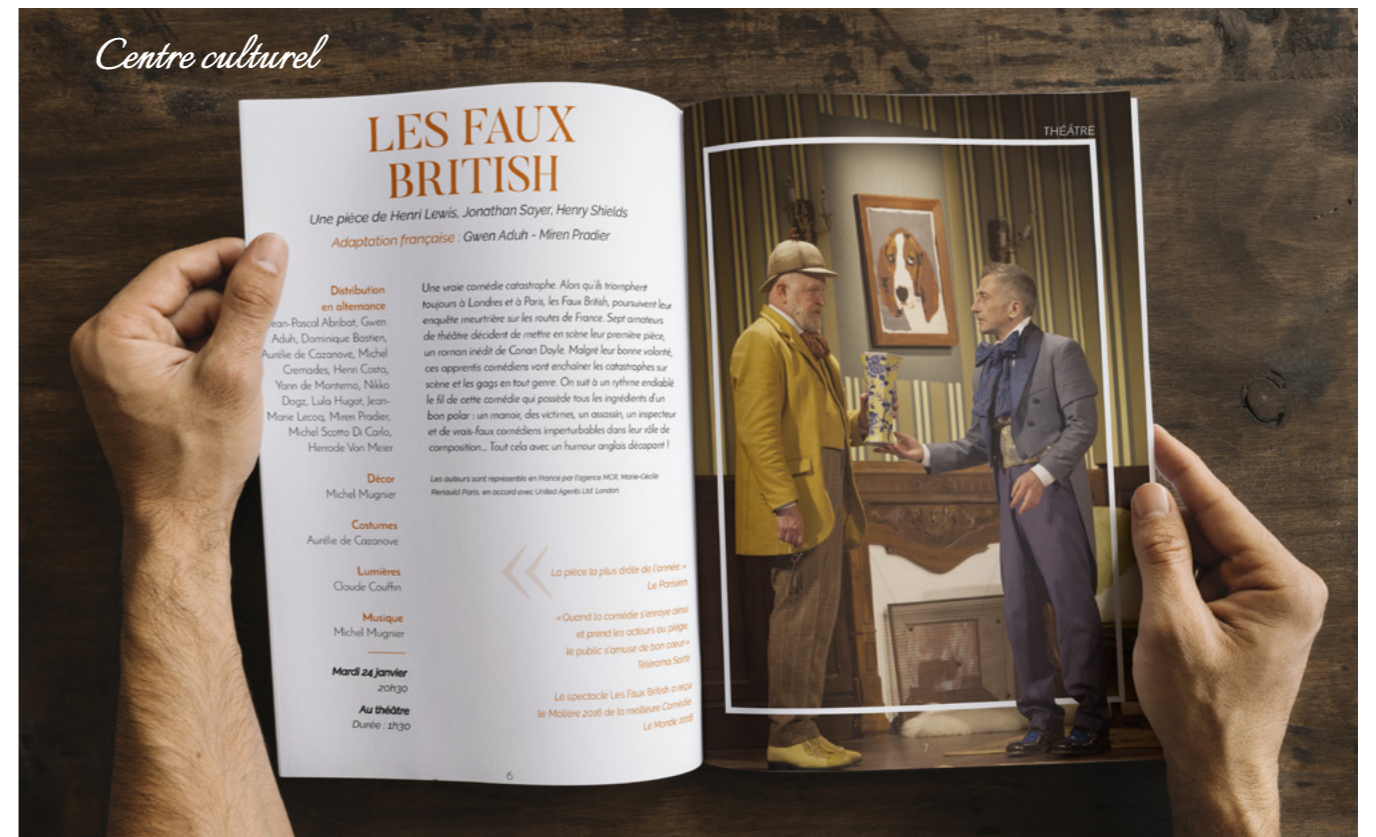 Centre culturel
LES FAUX
BRITISH
Une pièce de Henri Lewis, Jonathan Sayer, Henry Shields
Adaptation française : Gwen Aduh - Miren Pradier
Distribution
en alternance
ean-Pascal Abribat, Gwen
Aduh, Dominique Bastien,
Aurélie de Cazanove, Michel
Cremades, Henri Costa,
Yann de Monterno, Nikko
Dogz, Lula Hugot, Jean-
Marie Lecoq, Miren Pradier,
Michel Scotto Di Carlo,
Herrade Von Meier
Décor
Michel Mugnier
Costumes
Aurélie de Cazanove
Lumières
Claude Couffin
Musique
Michel Mugnier
Mardi 24 janvier
20h30
Au théâtre
Durée : 1h30
Une vraie comédie catastrophe. Alors qu'ils triomphent
toujours à Londres et à Paris, les Faux British, poursuivent leur
enquête meurtrière sur les routes de France. Sept amateurs
de théâtre décident de mettre en scène leur première pièce,
un roman inédit de Conan Doyle. Malgré leur bonne volonté,
ces apprentis comédiens vont enchaîner les catastrophes sur
scène et les gags en tout genre. On suit à un rythme endiablé
le fil de cette comédie qui possède tous les ingrédients d'un
bon polar : un manoir, des victimes, un assassin, un inspecteur
et de vrais-faux comédiens imperturbables dans leur rôle de
composition... Tout cela avec un humour anglais décapant !
Les auteurs sont représentés en France par l'agence MCR, Marie-Cécile
Renauld Paris, en accord avec United Agents Ltd. London.
« La pièce la plus drôle de l'année. »
Le Parisien
« Quand la comédie s'enraye ainsi
et prend les acteurs au piège,
le public s'amuse de bon cœur »
Télérama Sortir
Le spectacle Les Faux British a reçu
le Molière 2016 de la meilleure Comédie.
Le Monde 2016
6
THÉÂTRE
7